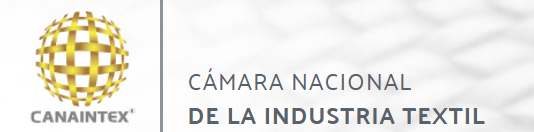 CANAINTEX®
CÁMARA NACIONAL
DE LA INDUSTRIA TEXTIL